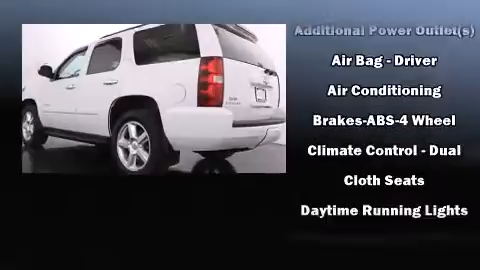 Additional Power Outlet(s)
Air Bag - Driver
Air Conditioning
Brakes-ABS-4 Wheel
Climate Control - Dual
Cloth Seats
Daytime Running Lights